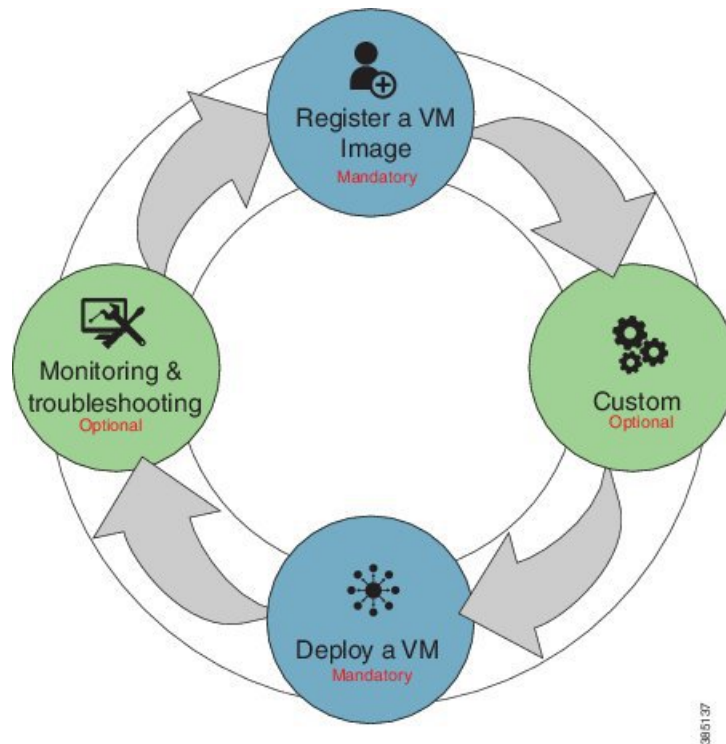 Register a VM
Image
Mandatory
Custom
Optional
Deploy a VM
Mandatory
Monitoring &
troubleshooting
Optional
385137